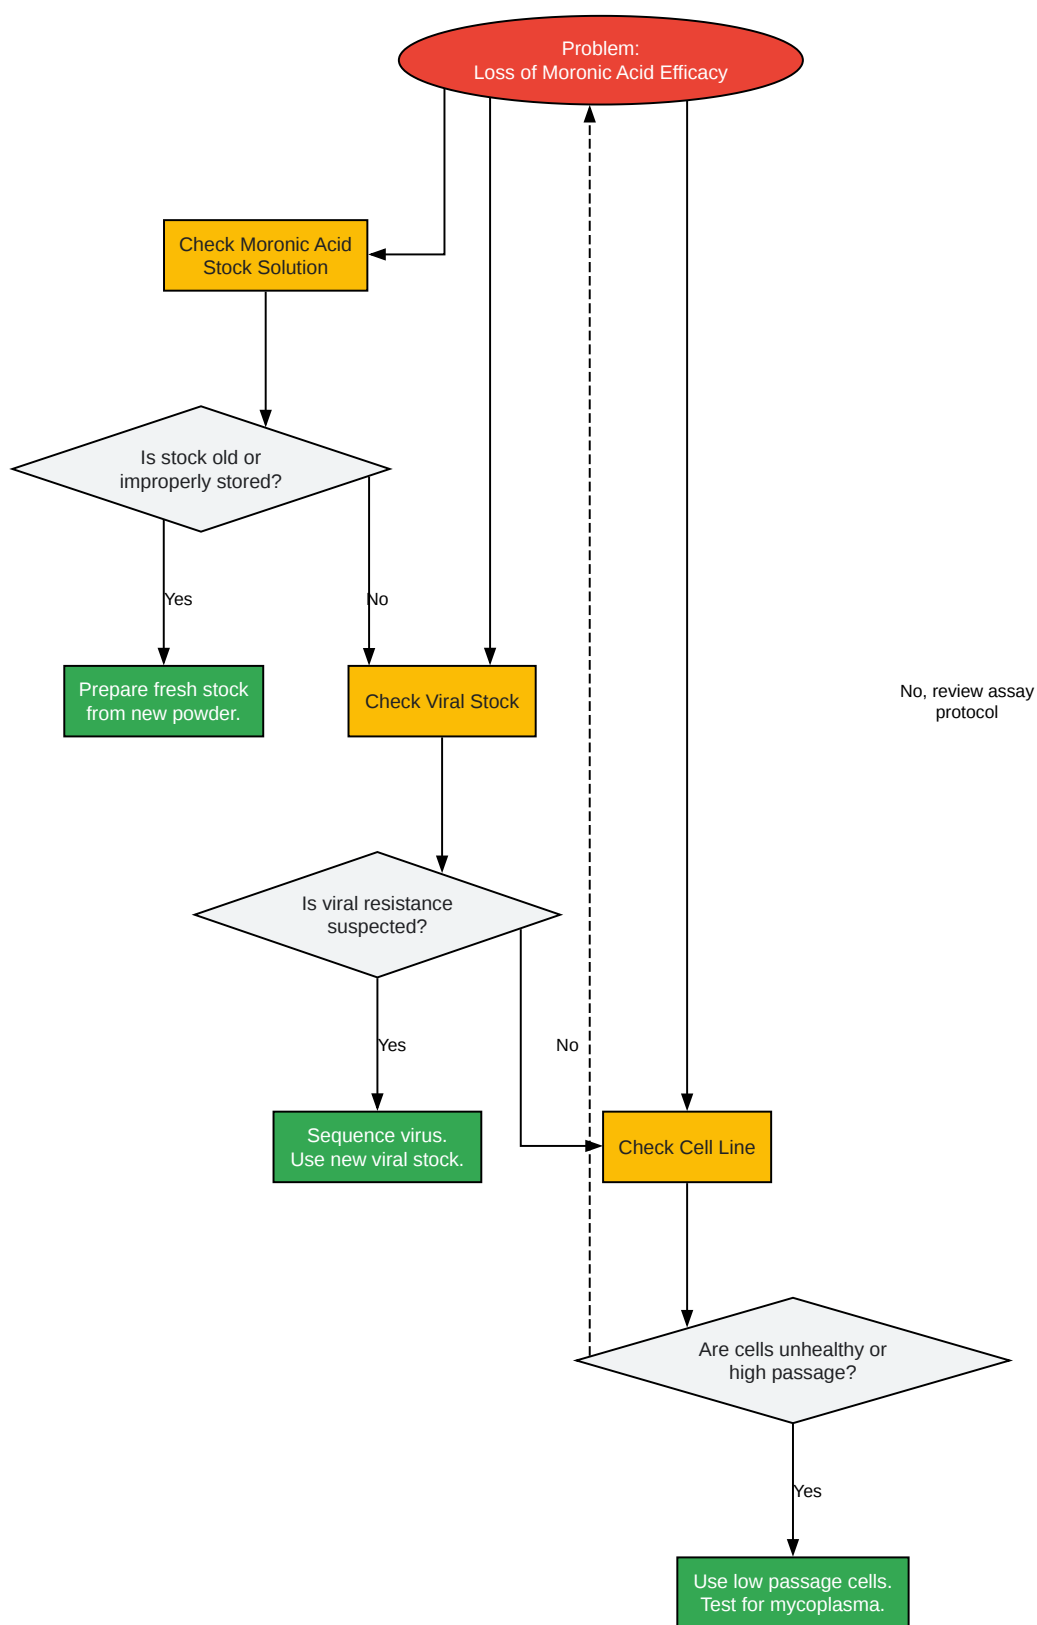 Problem:
Loss of Moronic Acid Efficacy
Check Moronic Acid
Stock Solution
Is stock old or
improperly stored?
Yes
No
Prepare fresh stock
from new powder.
Check Viral Stock
No, review assay
protocol
Is viral resistance
suspected?
Yes
No
Sequence virus.
Use new viral stock.
Check Cell Line
Are cells unhealthy or
high passage?
Yes
Use low passage cells.
Test for mycoplasma.